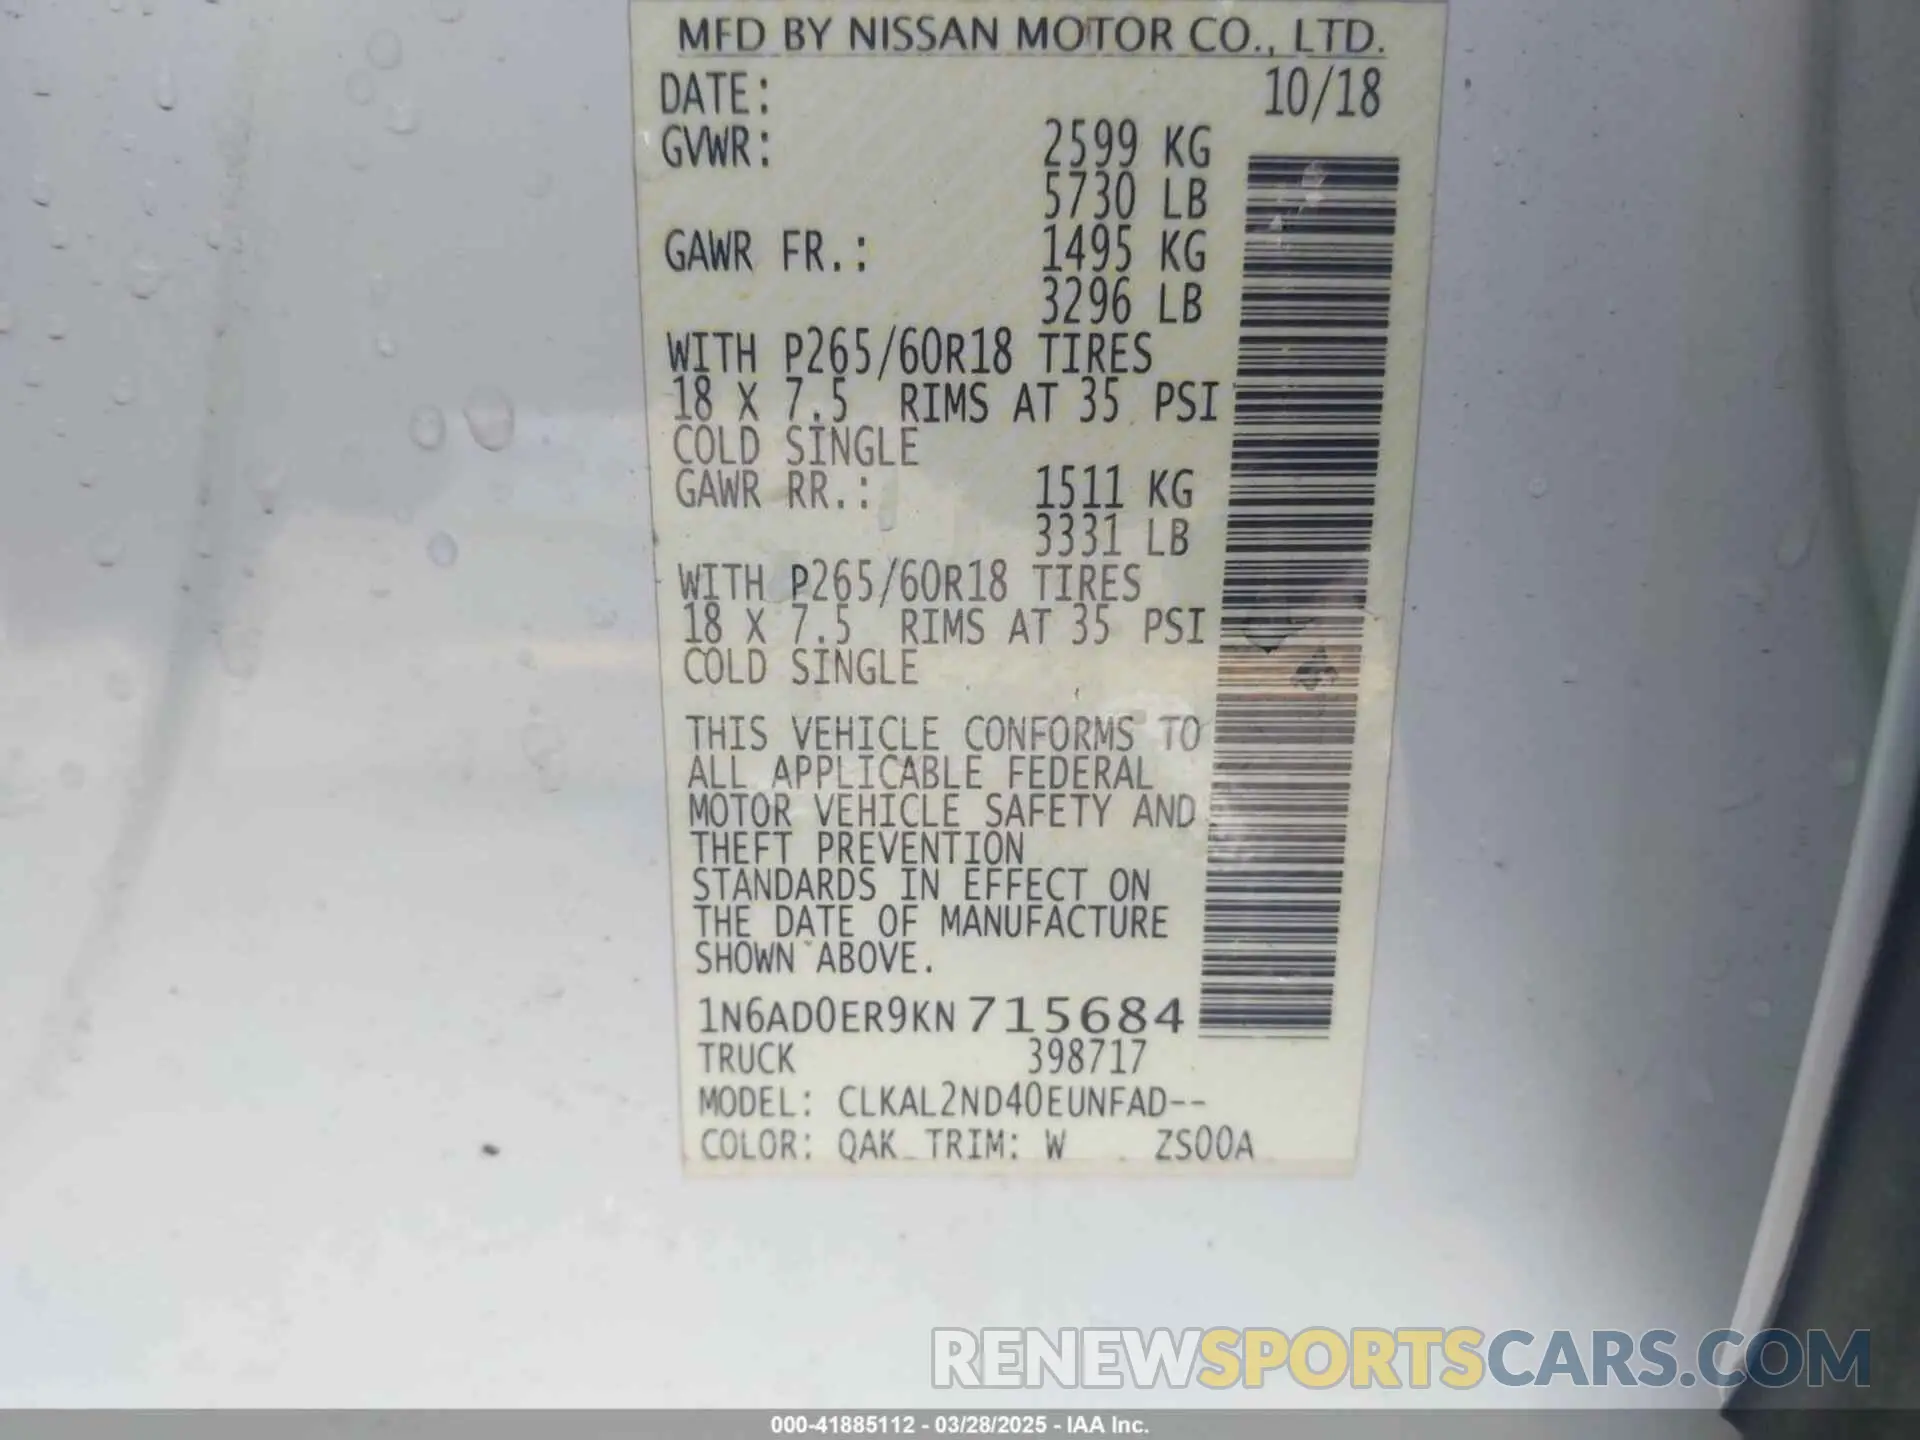 MFD BY NISSAN MOTOR CO., LTD.
DATE: 10/18
GVWR: 2599 KG
5730 LB
GAWR FR.: 1495 KG
3296 LB
WITH P265/60R18 TIRES
18 X 7.5 RIMS AT 35 PSI
COLD SINGLE
GAWR RR.: 1511 KG
3331 LB
WITH P265/60R18 TIRES
18 X 7.5 RIMS AT 35 PSI
COLD SINGLE
THIS VEHICLE CONFORMS TO
ALL APPLICABLE FEDERAL
MOTOR VEHICLE SAFETY AND
THEFT PREVENTION
STANDARDS IN EFFECT ON
THE DATE OF MANUFACTURE
SHOWN ABOVE.
1N6AD0ER9KN 715684
TRUCK 398717
MODEL: CLKAL2ND40EUNFAD--
COLOR: QAK TRIM: W ZS00A
RENEWSPORTSCARS.COM
000-41885112 - 03/28/2025 - IAA Inc.